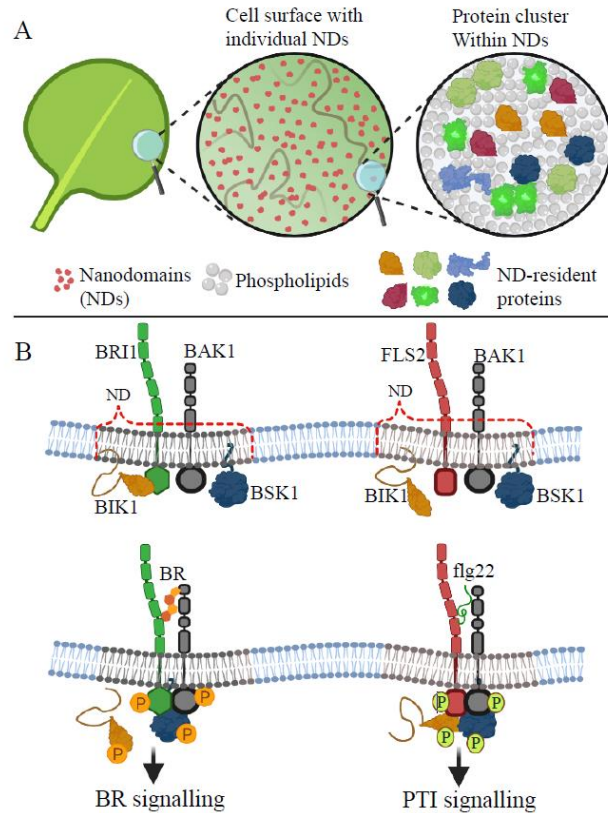 A
Cell surface with
individual NDs
Protein cluster
Within NDs
Nanodomains
(NDs)
Phospholipids
ND-resident
proteins
B
BRI1
BAK1
ND
BIK1
BSK1
FLS2
BAK1
ND
BIK1
BSK1
BR
P
P
P
P
BR signalling
flg22
P
P
P
P
PTI signalling